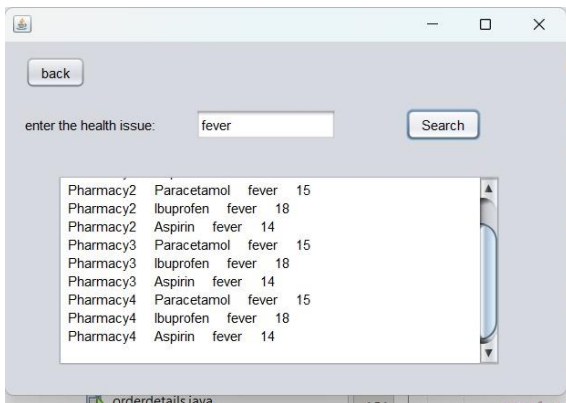 back
enter the health issue: fever Search
Pharmacy2 Paracetamol fever 15
Pharmacy2 Ibuprofen fever 18
Pharmacy2 Aspirin fever 14
Pharmacy3 Paracetamol fever 15
Pharmacy3 Ibuprofen fever 18
Pharmacy3 Aspirin fever 14
Pharmacy4 Paracetamol fever 15
Pharmacy4 Ibuprofen fever 18
Pharmacy4 Aspirin fever 14
orderdetails.java